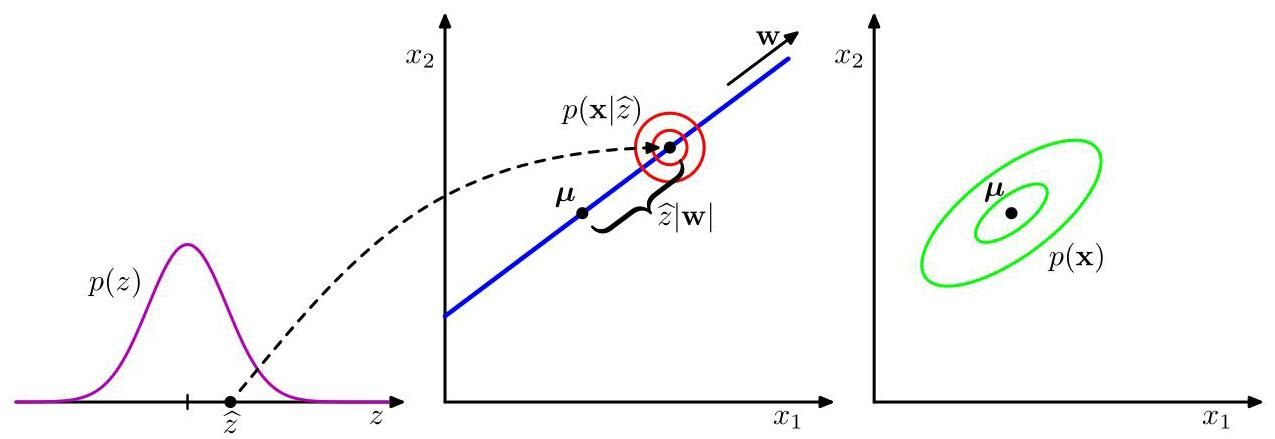 p(z)
ẑ
z
x₂
w
p(x|ẑ)
μ
ẑ|w|
x₁
x₂
μ
p(x)
x₁